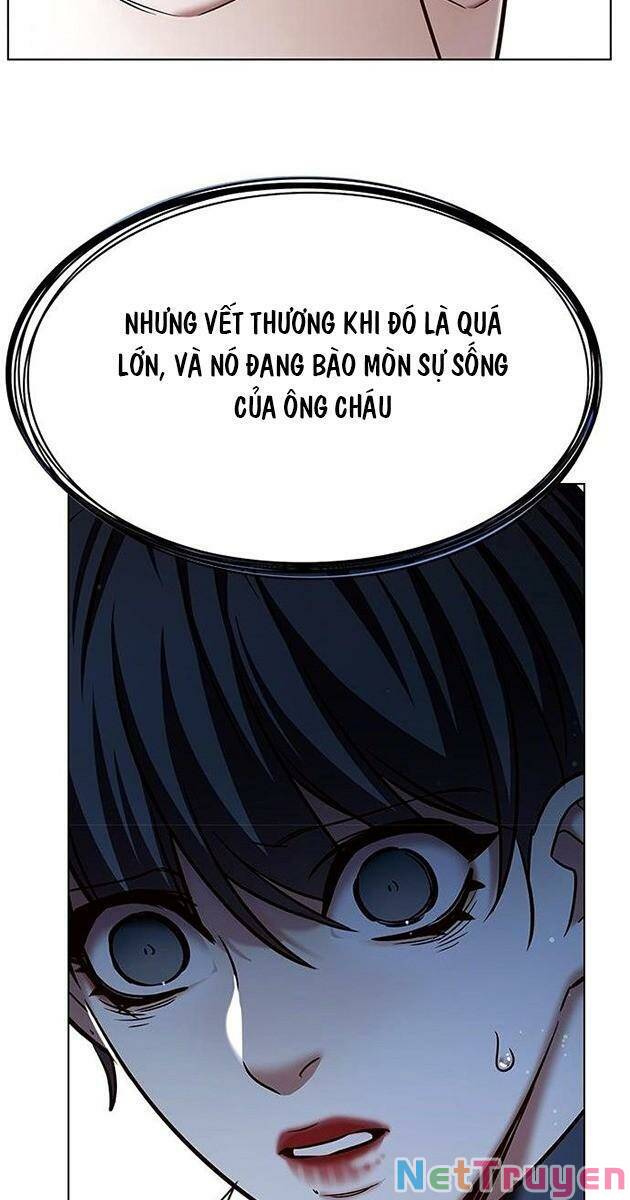 NHƯNG VẾT THƯƠNG KHI ĐÓ LÀ QUÁ
LỚN, VÀ NÓ ĐANG BÀO MÒN SỰ SỐNG
CỦA ÔNG CHÁU
NETTRUYEN